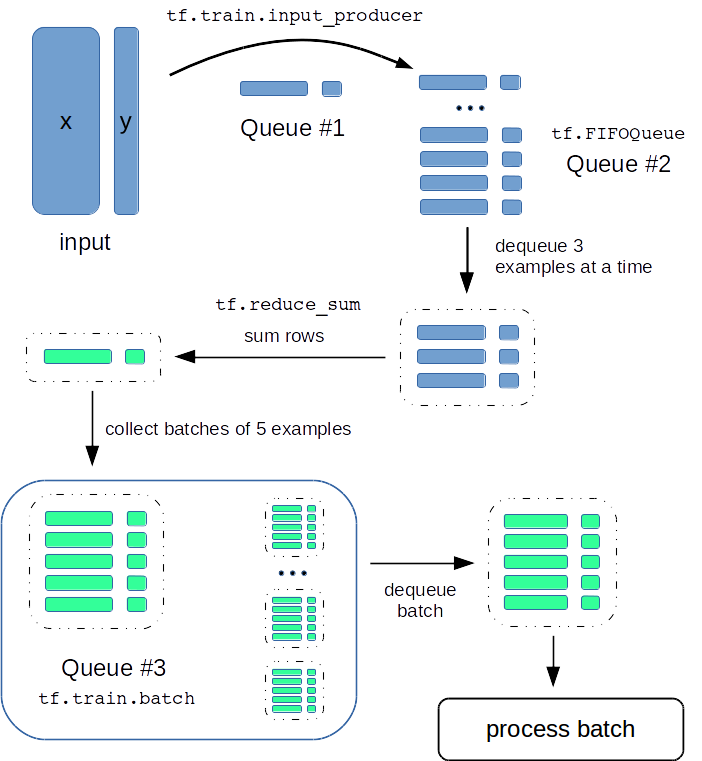 tf.train.input_producer
x
y
Queue #1
tf.FIFOQueue
Queue #2
input
dequeue 3
examples at a time
tf.reduce_sum
sum rows
collect batches of 5 examples
dequeue
batch
Queue #3
tf.train.batch
process batch